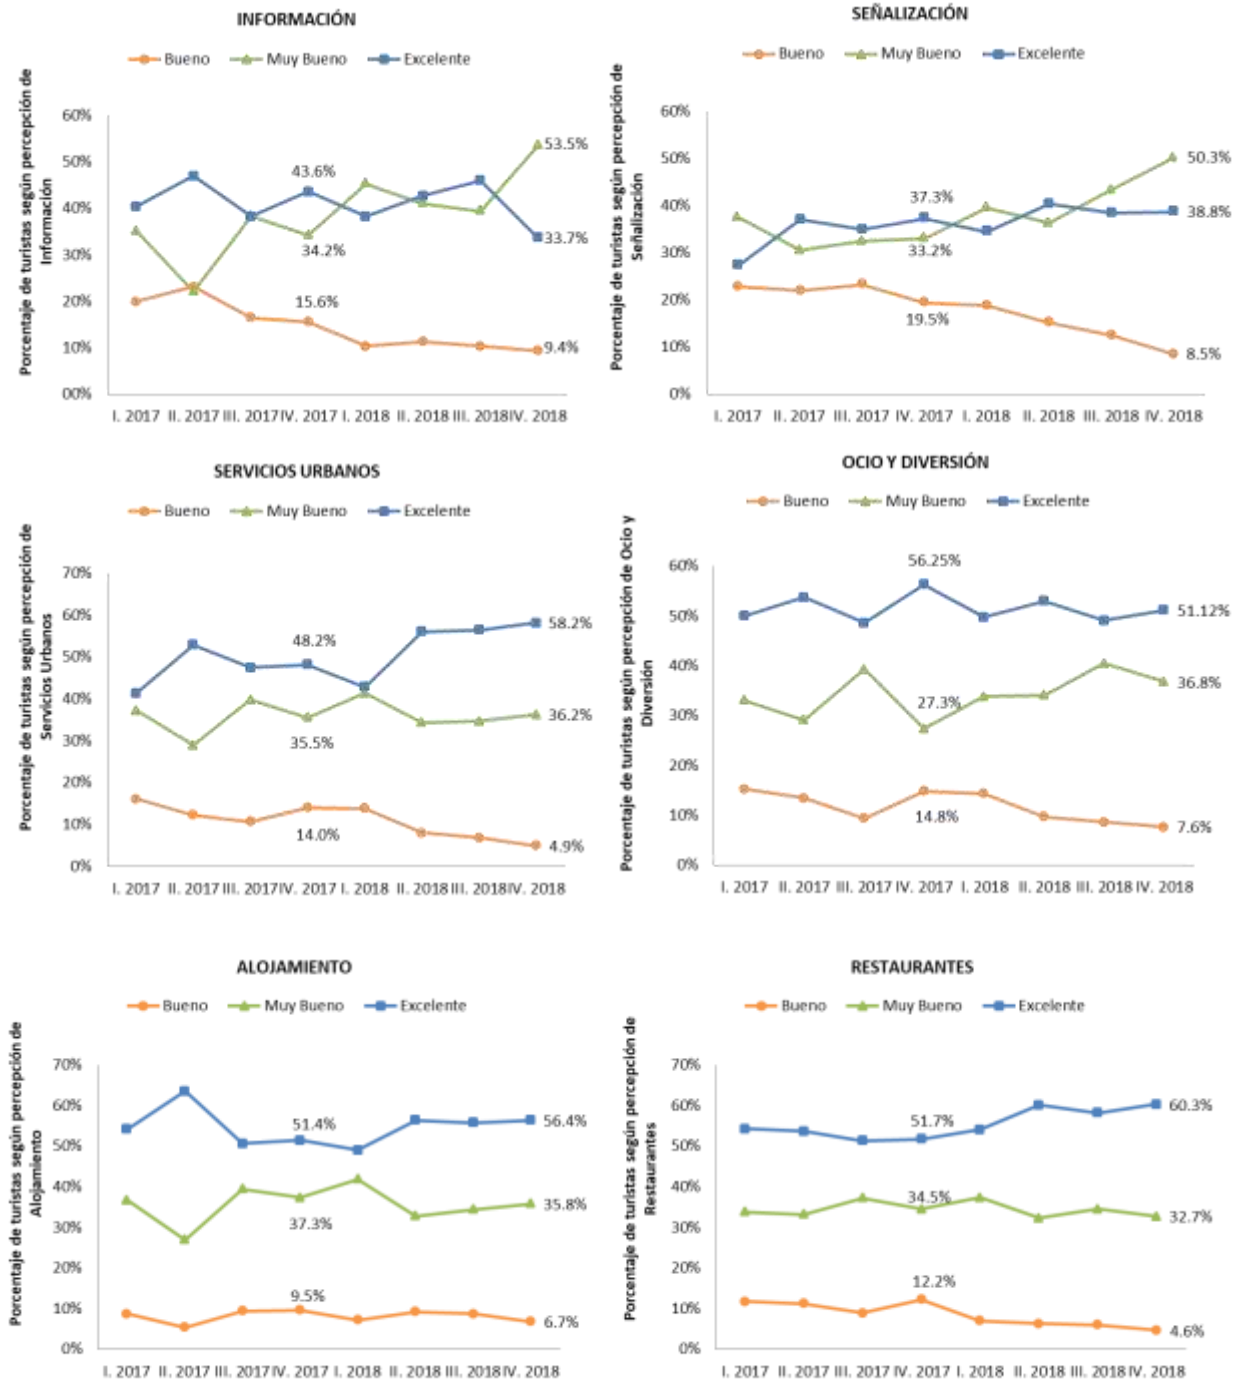 INFORMACIÓN
Bueno Muy Bueno Excelente
Porcentaje de turistas según percepción de
Información
60%
50%
40%
30%
20%
10%
00%
43.6%
34.2%
15.6%
53.5%
33.7%
9.4%
I. 2017 II. 2017 III. 2017 IV. 2017 I. 2018 II. 2018 III. 2018 IV. 2018
SEÑALIZACIÓN
Bueno Muy Bueno Excelente
Porcentaje de turistas según percepción de
Señalización
60%
50%
40%
30%
20%
10%
0%
37.3%
33.2%
19.5%
50.3%
38.8%
8.5%
I. 2017 II. 2017 III. 2017 IV. 2017 I. 2018 II. 2018 III. 2018 IV. 2018
SERVICIOS URBANOS
Bueno Muy Bueno Excelente
Porcentaje de turistas según percepción de
Servicios Urbanos
70%
60%
50%
40%
30%
20%
10%
0%
48.2%
35.5%
14.0%
58.2%
36.2%
4.9%
I. 2017 II. 2017 III. 2017 IV. 2017 I. 2018 II. 2018 III. 2018 IV. 2018
OCIO Y DIVERSIÓN
Bueno Muy Bueno Excelente
Porcentaje de turistas según percepción de Ocio y
Diversión
60%
50%
40%
30%
20%
10%
0%
56.25%
27.3%
14.8%
51.12%
36.8%
7.6%
I. 2017 II. 2017 III. 2017 IV. 2017 I. 2018 II. 2018 III. 2018 IV. 2018
ALOJAMIENTO
Bueno Muy Bueno Excelente
Porcentaje de turistas según percepción de
Alojamiento
70%
60%
50%
40%
30%
20%
10%
0%
51.4%
37.3%
9.5%
56.4%
35.8%
6.7%
I. 2017 II. 2017 III. 2017 IV. 2017 I. 2018 II. 2018 III. 2018 IV. 2018
RESTAURANTES
Bueno Muy Bueno Excelente
Porcentaje de turistas según percepción de
Restaurantes
70%
60%
50%
40%
30%
20%
10%
0%
51.7%
34.5%
12.2%
60.3%
32.7%
4.6%
I. 2017 II. 2017 III. 2017 IV. 2017 I. 2018 II. 2018 III. 2018 IV. 2018